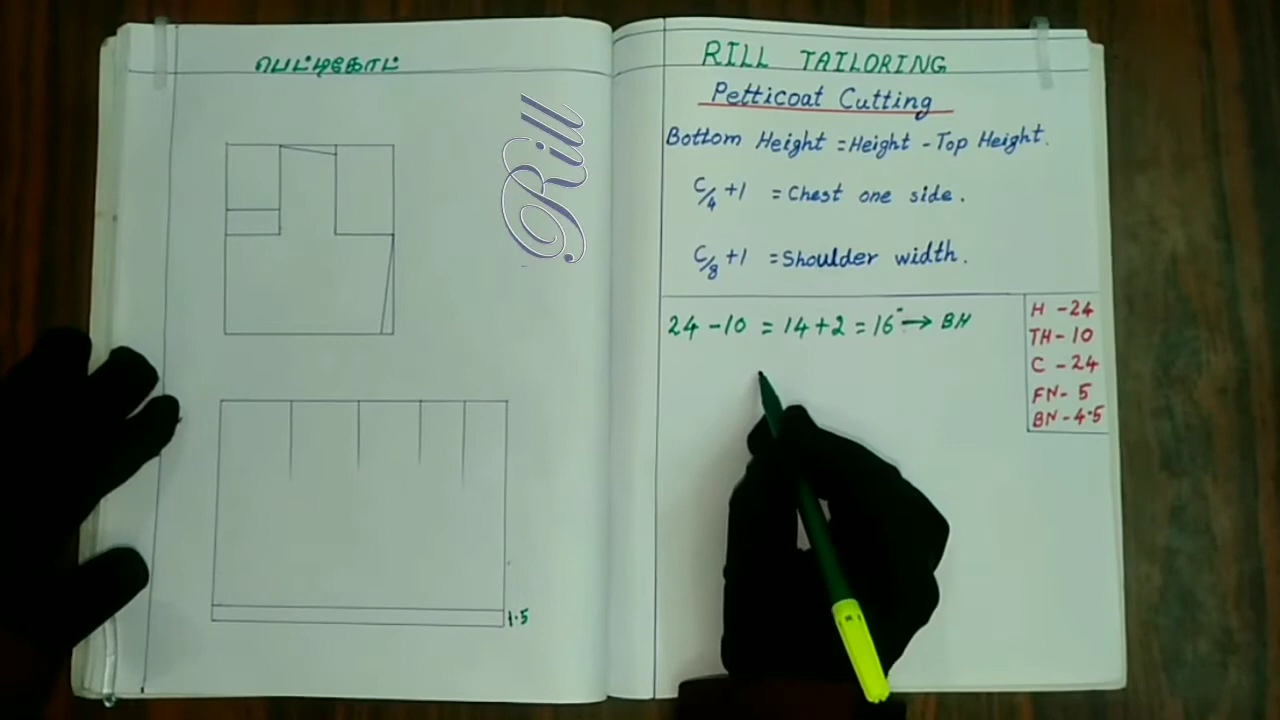 பெட்டிகோட்
Rill
1.5
RILL TAILORING
Petticoat Cutting
Bottom Height = Height - Top Height.
C/4 +1 = Chest one side.
C/8 +1 = Shoulder width.
24 - 10 = 14 + 2 = 16" → BH
H - 24
TH - 10
C - 24
FN - 5
BN - 4.5